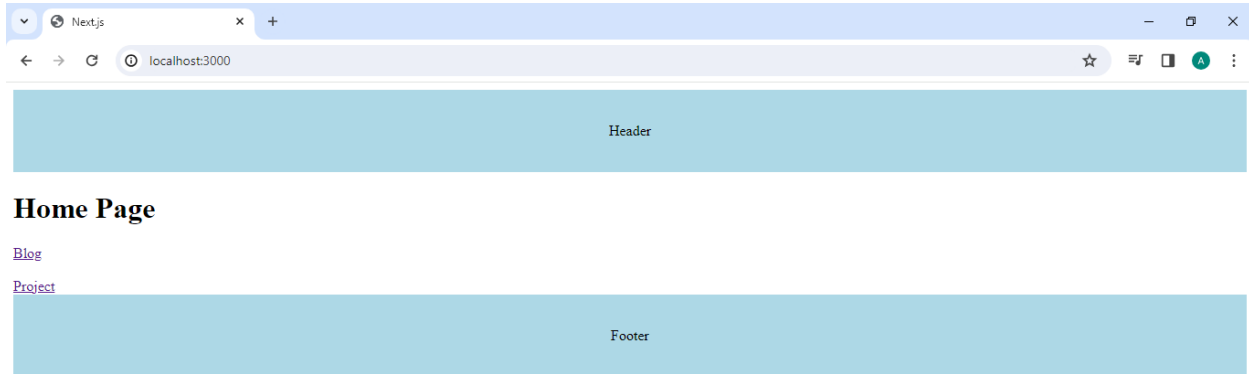 Next.js
localhost:3000
A
Header
Home Page
Blog
Project
Footer